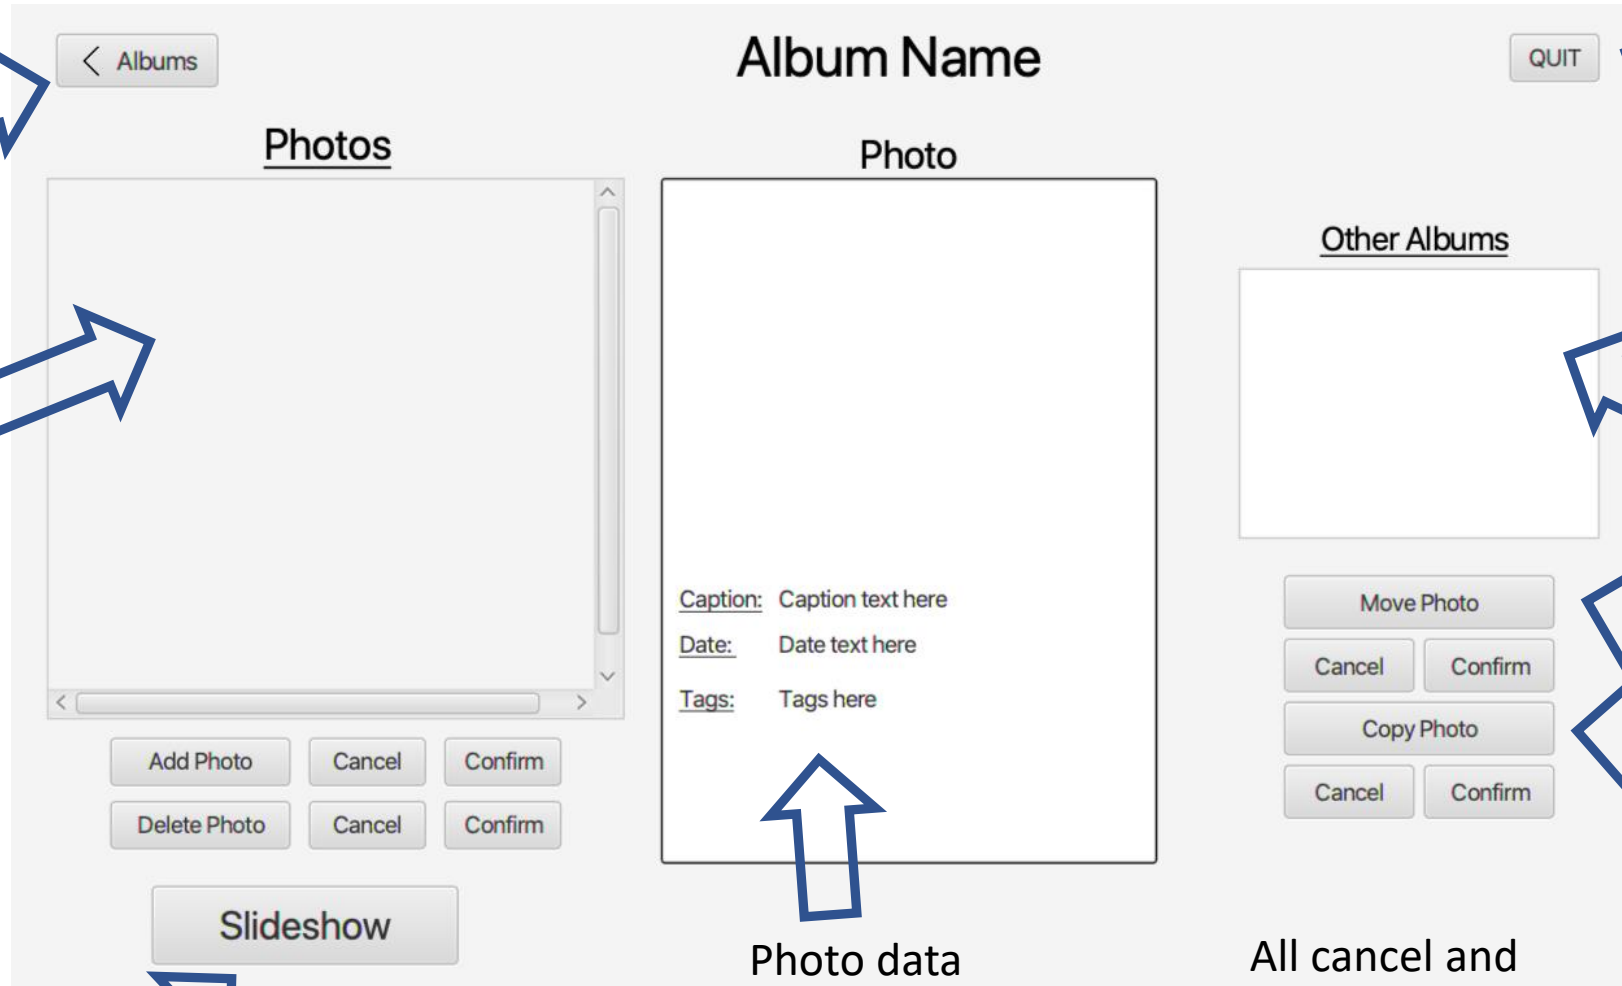 Albums
Album Name
QUIT
Photos
Photo
Other Albums
Caption: Caption text here
Date: Date text here
Tags: Tags here
Move Photo
Cancel Confirm
Copy Photo
Cancel Confirm
Add Photo Cancel Confirm
Delete Photo Cancel Confirm
Slideshow
Photo data
All cancel and